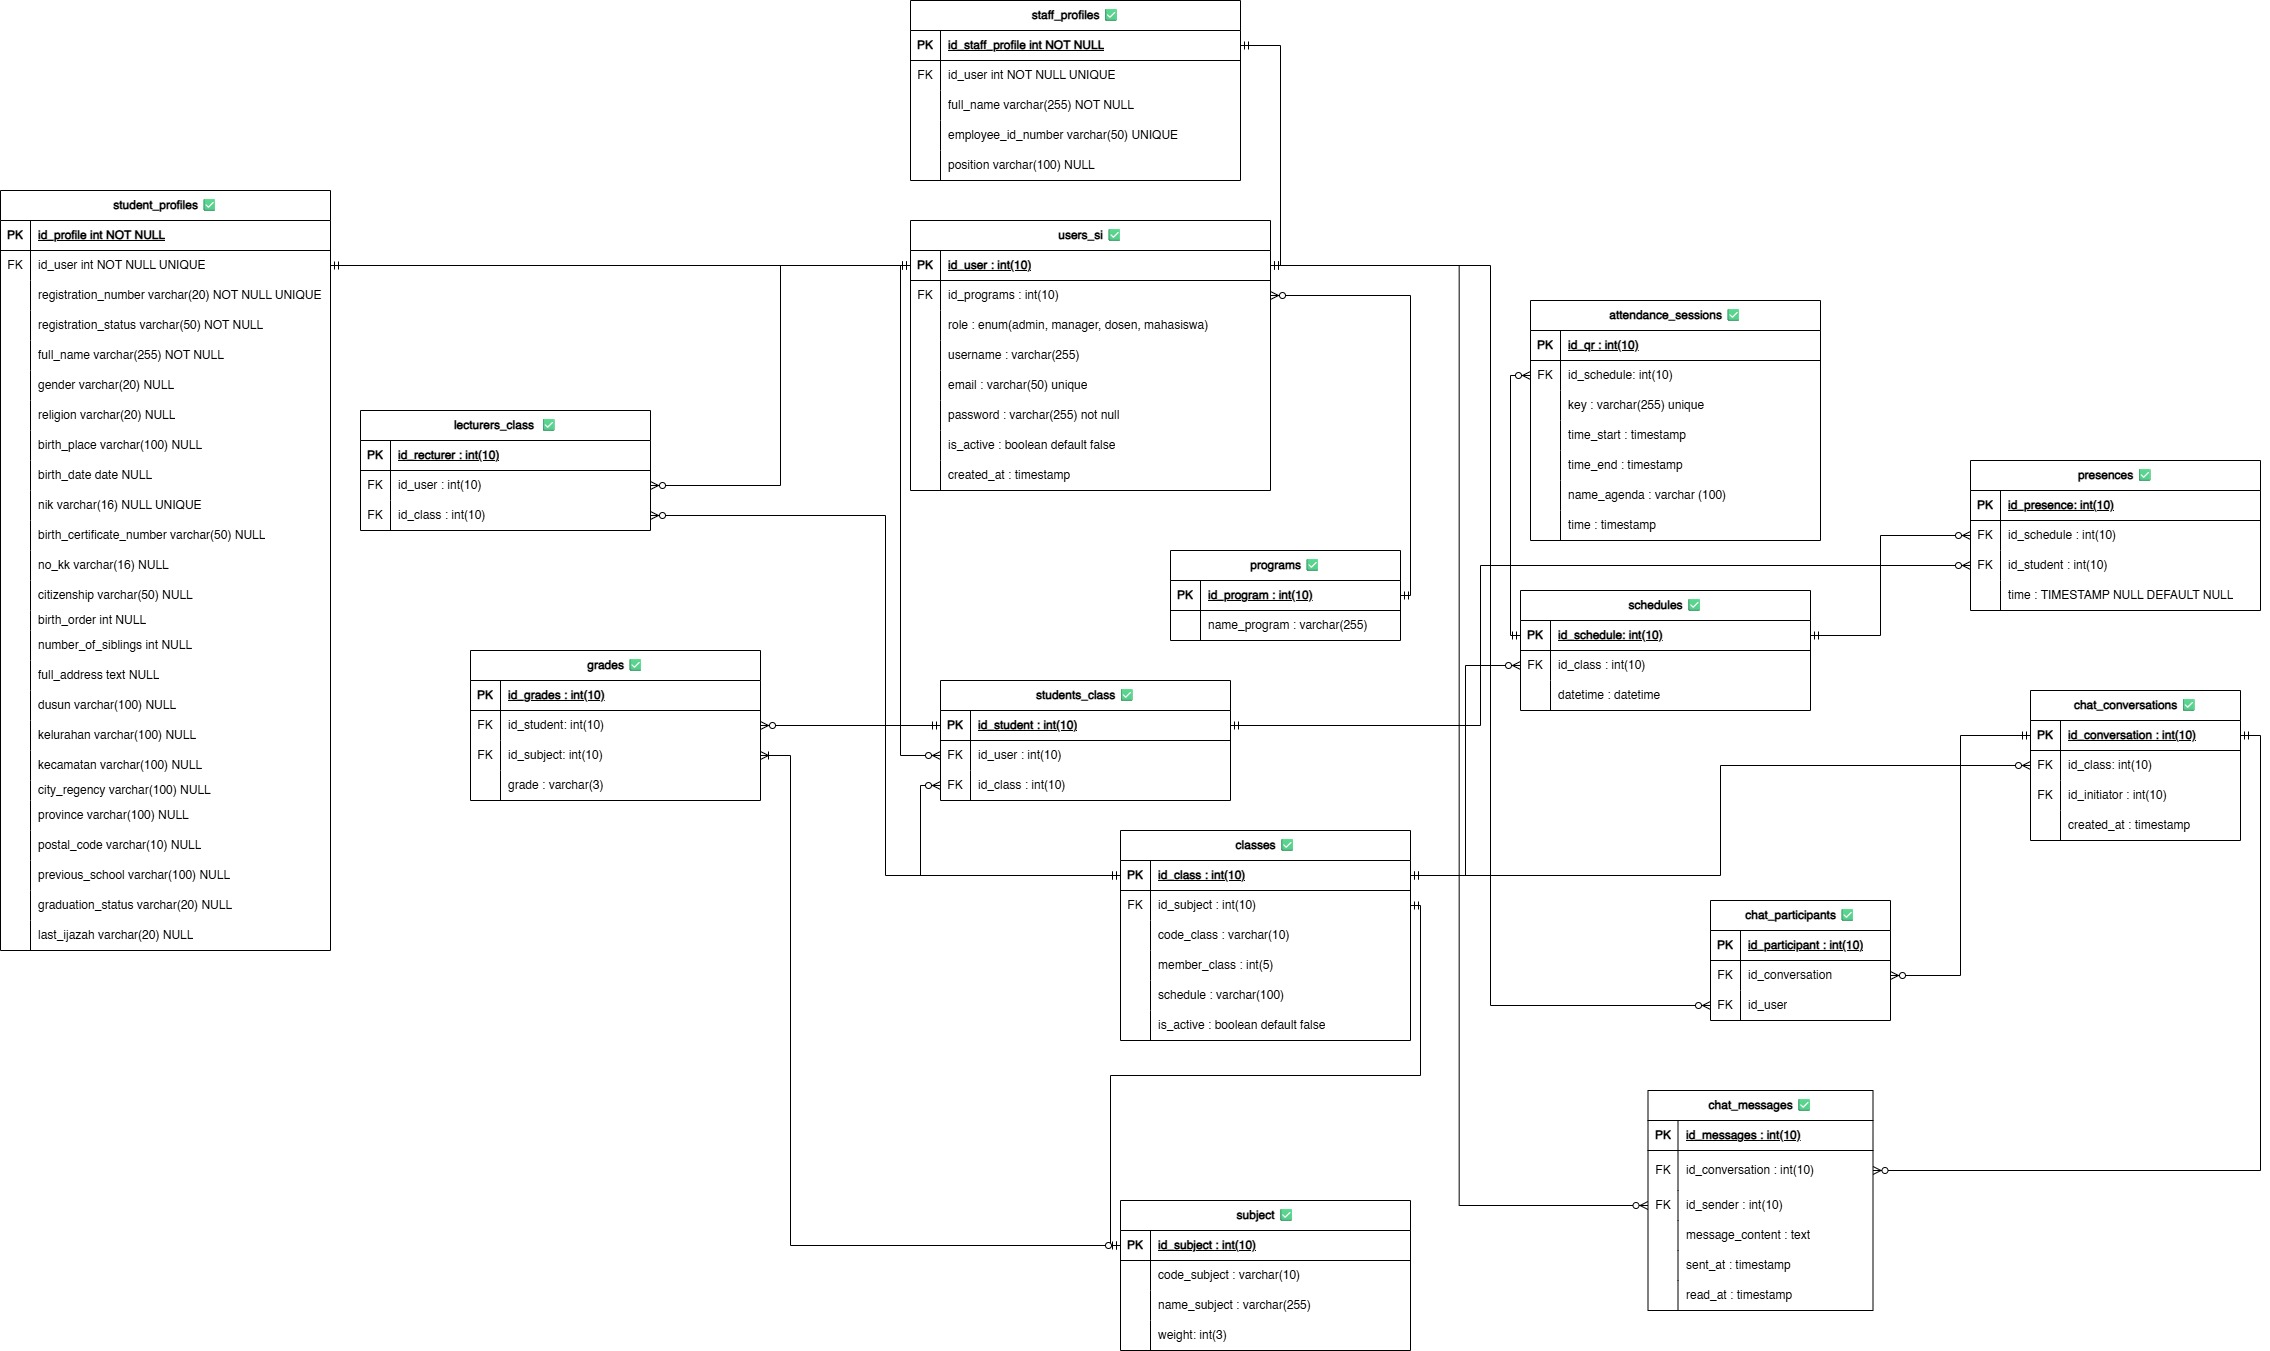 staff_profiles ✅
PK id_staff_profile int NOT NULL
FK id_user int NOT NULL UNIQUE
full_name varchar(255) NOT NULL
employee_id_number varchar(50) UNIQUE
position varchar(100) NULL
student_profiles ✅
PK id_profile int NOT NULL
FK id_user int NOT NULL UNIQUE
registration_number varchar(20) NOT NULL UNIQUE
registration_status varchar(50) NOT NULL
full_name varchar(255) NOT NULL
gender varchar(20) NULL
religion varchar(20) NULL
birth_place varchar(100) NULL
birth_date date NULL
nik varchar(16) NULL UNIQUE
birth_certificate_number varchar(50) NULL
no_kk varchar(16) NULL
citizenship varchar(50) NULL
birth_order int NULL
number_of_siblings int NULL
full_address text NULL
dusun varchar(100) NULL
kelurahan varchar(100) NULL
kecamatan varchar(100) NULL
city_regency varchar(100) NULL
province varchar(100) NULL
postal_code varchar(10) NULL
previous_school varchar(100) NULL
graduation_status varchar(20) NULL
last_ijazah varchar(20) NULL
users_si ✅
PK id_user : int(10)
FK id_programs : int(10)
role : enum(admin, manager, dosen, mahasiswa)
username : varchar(255)
email : varchar(50) unique
password : varchar(255) not null
is_active : boolean default false
created_at : timestamp
lecturers_class ✅
PK id_recturer : int(10)
FK id_user : int(10)
FK id_class : int(10)
attendance_sessions ✅
PK id_qr : int(10)
FK id_schedule: int(10)
key : varchar(255) unique
time_start : timestamp
time_end : timestamp
name_agenda : varchar (100)
time : timestamp
presences ✅
PK id_presence: int(10)
FK id_schedule : int(10)
FK id_student : int(10)
time : TIMESTAMP NULL DEFAULT NULL
programs ✅
PK id_program : int(10)
name_program : varchar(255)
schedules ✅
PK id_schedule: int(10)
FK id_class : int(10)
datetime : datetime
grades ✅
PK id_grades : int(10)
FK id_student: int(10)
FK id_subject: int(10)
grade : varchar(3)
students_class ✅
PK id_student : int(10)
FK id_user : int(10)
FK id_class : int(10)
chat_conversations ✅
PK id_conversation : int(10)
FK id_class: int(10)
FK id_initiator : int(10)
created_at : timestamp
classes ✅
PK id_class : int(10)
FK id_subject : int(10)
code_class : varchar(10)
member_class : int(5)
schedule : varchar(100)
is_active : boolean default false
chat_participants ✅
PK id_participant : int(10)
FK id_conversation
FK id_user
chat_messages ✅
PK id_messages : int(10)
FK id_conversation : int(10)
FK id_sender : int(10)
message_content : text
sent_at : timestamp
read_at : timestamp
subject ✅
PK id_subject : int(10)
code_subject : varchar(10)
name_subject : varchar(255)
weight: int(3)